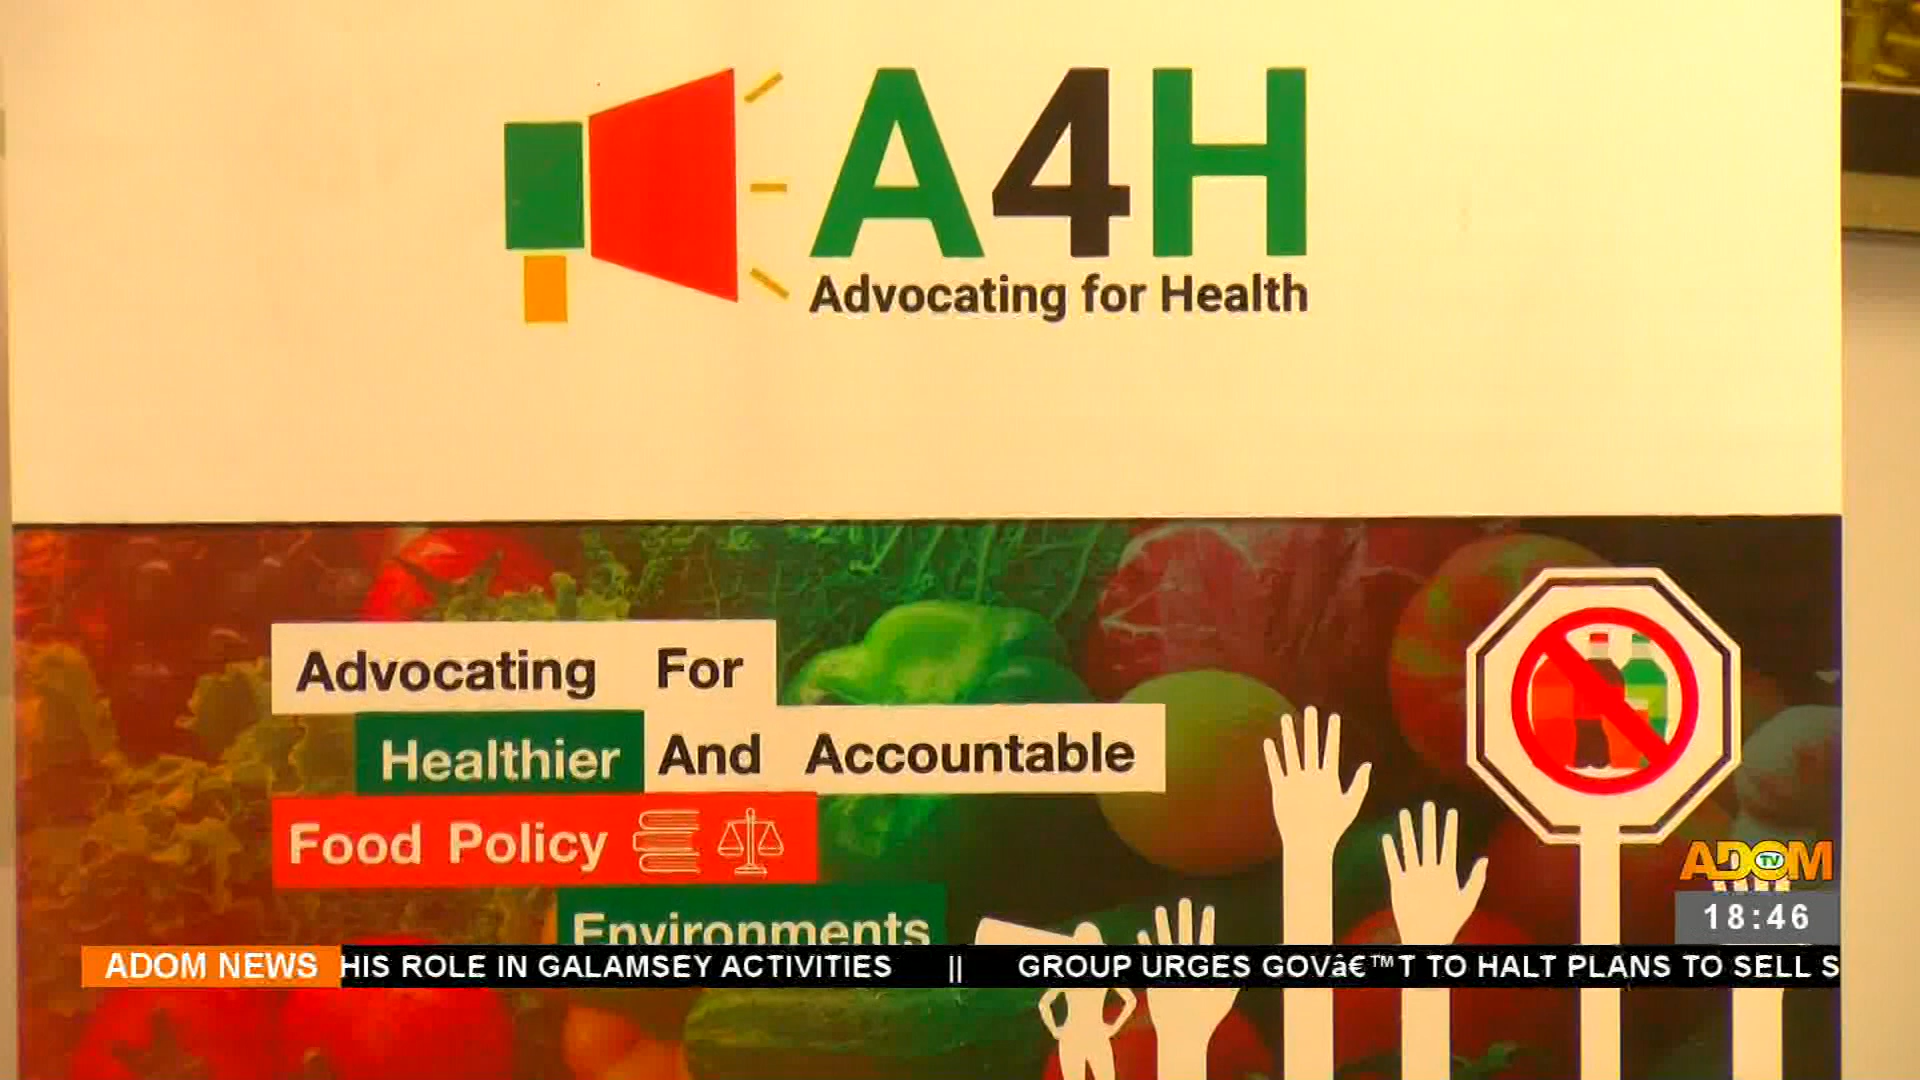 A4H
Advocating for Health
Advocating For
Healthier And Accountable
Food Policy
Environments
ADOM TV
18:46
ADOM NEWS HIS ROLE IN GALAMSEY ACTIVITIES || GROUP URGES GOVâ€™T TO HALT PLANS TO SELL S